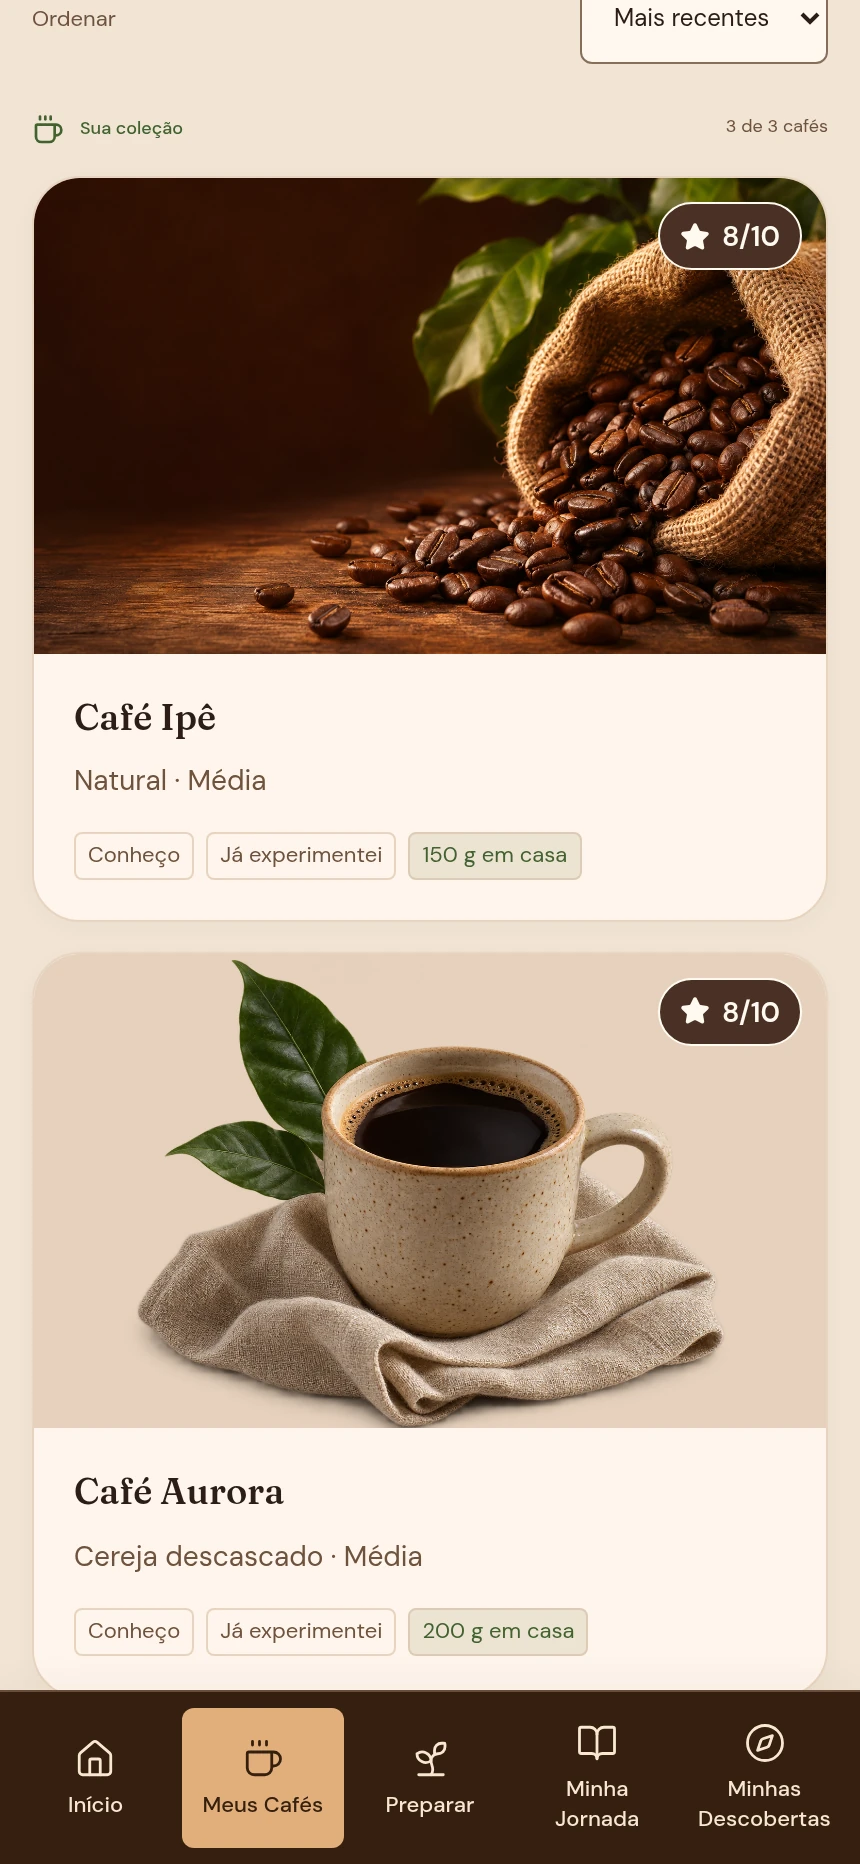 Ordenar
Mais recentes
Sua coleção
3 de 3 cafés
8/10
Café Ipê
Natural · Média
Conheço
Já experimentei
150 g em casa
8/10
Café Aurora
Cereja descascado · Média
Conheço
Já experimentei
200 g em casa
Início
Meus Cafés
Preparar
Minha
Jornada
Minhas
Descobertas